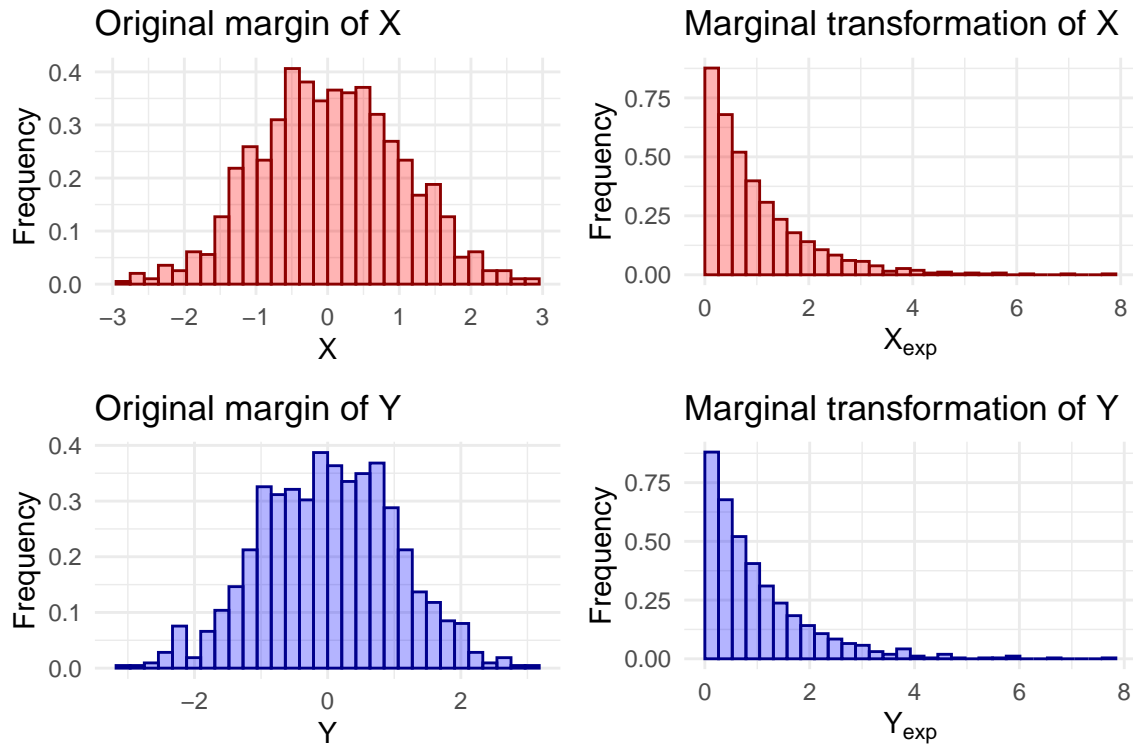 Original margin of X
Frequency
0.4
0.3
0.2
0.1
0.0
−3 −2 −1 0 1 2 3
X
Marginal transformation of X
Frequency
0.75
0.50
0.25
0.00
0 2 4 6 8
Xexp
Original margin of Y
Frequency
0.4
0.3
0.2
0.1
0.0
−2 0 2
Y
Marginal transformation of Y
Frequency
0.75
0.50
0.25
0.00
0 2 4 6 8
Yexp